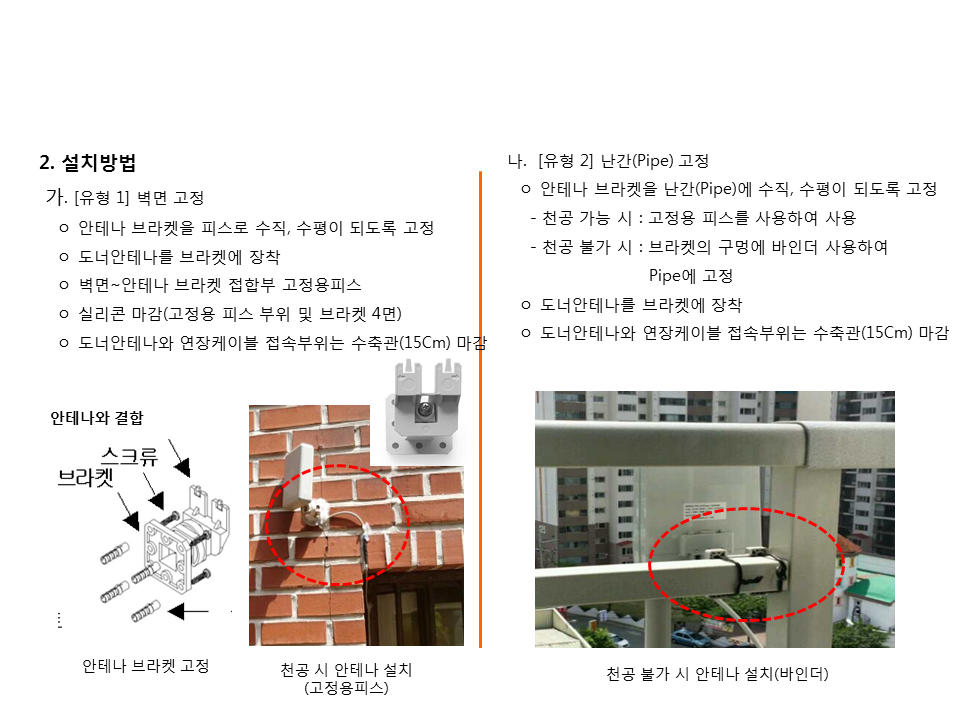 2. 설치방법
가. [유형 1] 벽면 고정
ㅇ 안테나 브라켓을 피스로 수직, 수평이 되도록 고정
ㅇ 도너안테나를 브라켓에 장착
ㅇ 벽면~안테나 브라켓 접합부 고정용피스
ㅇ 실리콘 마감(고정용 피스 부위 및 브라켓 4면)
ㅇ 도너안테나와 연장케이블 접속부위는 수축관(15Cm) 마감
안테나와 결합
스크류
브라켓
트
안테나 브라켓 고정
천공 시 안테나 설치
(고정용피스)
나. [유형 2] 난간(Pipe) 고정
ㅇ 안테나 브라켓을 난간(Pipe)에 수직, 수평이 되도록 고정
- 천공 가능 시 : 고정용 피스를 사용하여 사용
- 천공 불가 시 : 브라켓의 구멍에 바인더 사용하여
Pipe에 고정
ㅇ 도너안테나를 브라켓에 장착
ㅇ 도너안테나와 연장케이블 접속부위는 수축관(15Cm) 마감
천공 불가 시 안테나 설치(바인더)